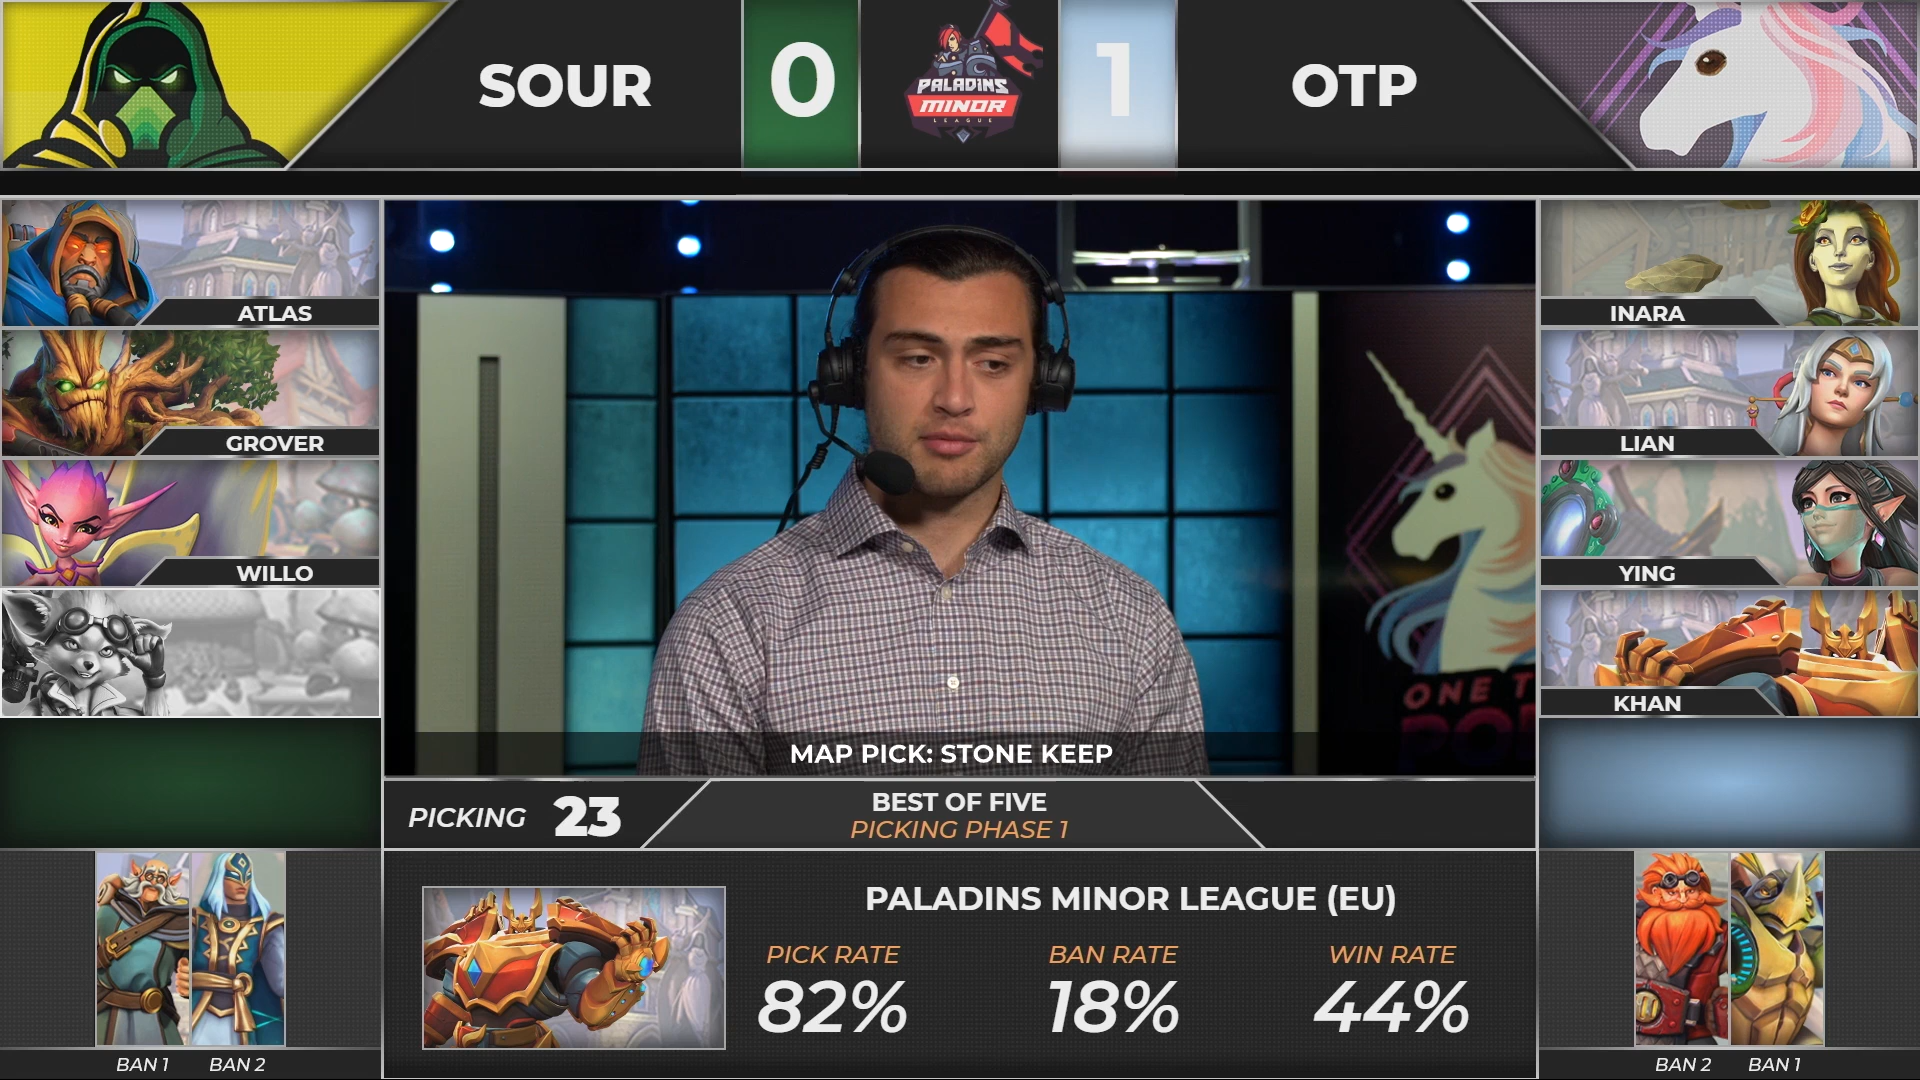 SOUR
0
PALADINS
MINOR
LEAGUE
1
OTP
ATLAS
GROVER
WILLO
INARA
LIAN
YING
KHAN
ONE T
MAP PICK: STONE KEEP
PICKING 23
BEST OF FIVE
PICKING PHASE 1
PALADINS MINOR LEAGUE (EU)
PICK RATE
82%
BAN RATE
18%
WIN RATE
44%
BAN 1
BAN 2
BAN 2
BAN 1